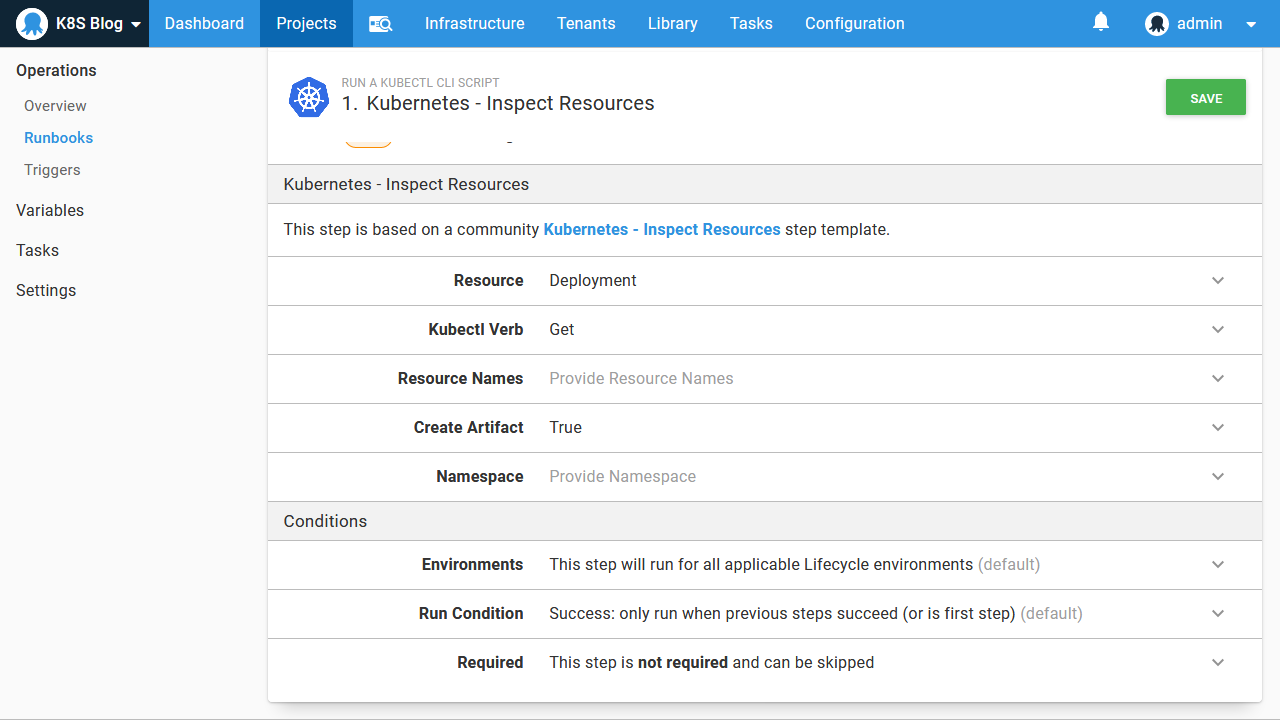 K8S Blog Dashboard Projects Infrastructure Tenants Library Tasks Configuration admin
Operations
Overview
Runbooks
Triggers
Variables
Tasks
Settings
RUN A KUBECTL CLI SCRIPT
1. Kubernetes - Inspect Resources
SAVE
Kubernetes - Inspect Resources
This step is based on a community Kubernetes - Inspect Resources step template.
Resource Deployment
Kubectl Verb Get
Resource Names Provide Resource Names
Create Artifact True
Namespace Provide Namespace
Conditions
Environments This step will run for all applicable Lifecycle environments (default)
Run Condition Success: only run when previous steps succeed (or is first step) (default)
Required This step is not required and can be skipped